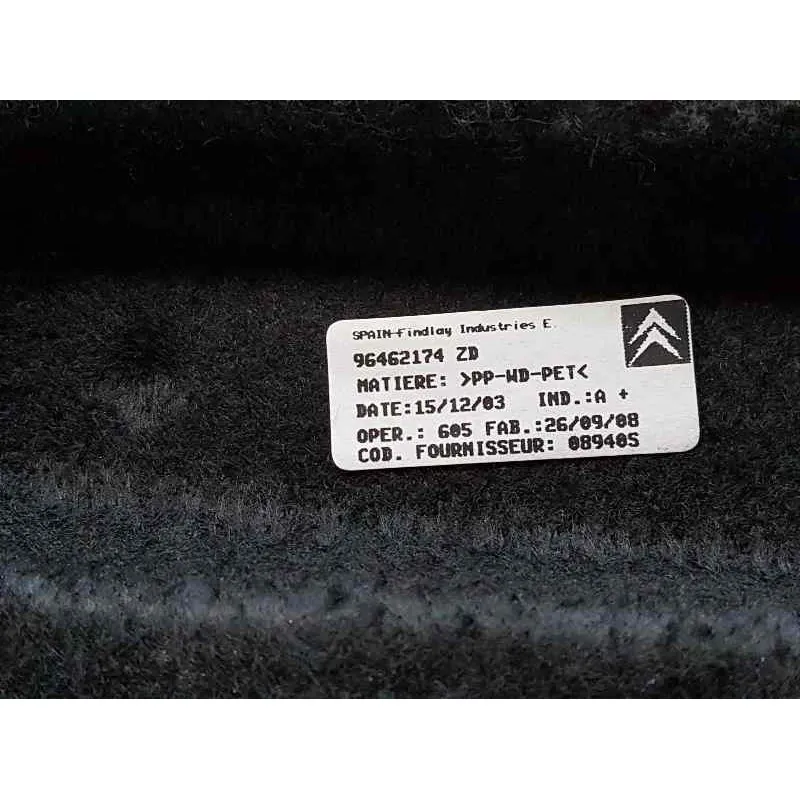 SPAIN-Findlay Industries E.
96462174 ZD
MATIERE: >PP-WD-PET<
DATE:15/12/03 IND.:A +
OPER.: 605 FAB.:26/09/08
COD. FOURNISSEUR: 08940S